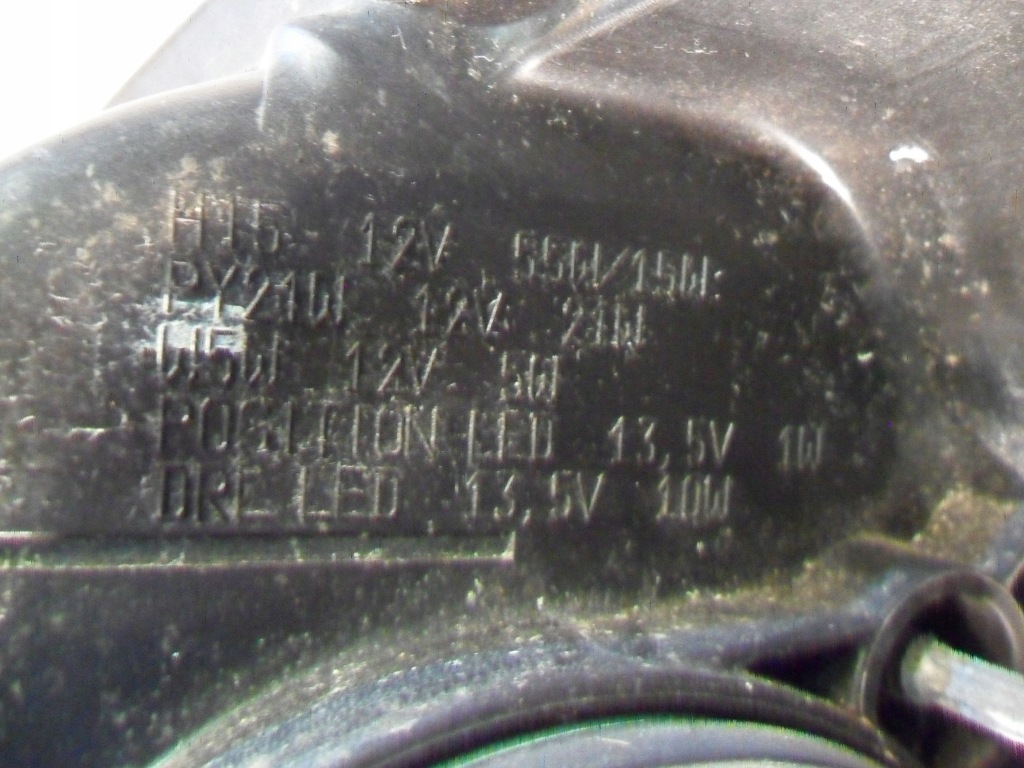 H15 12V 55W/15W
PY21W 12V 21W
W5W 12V 5W
POSITION LED 13,5V 1W
DRL LED 13,5V 10W